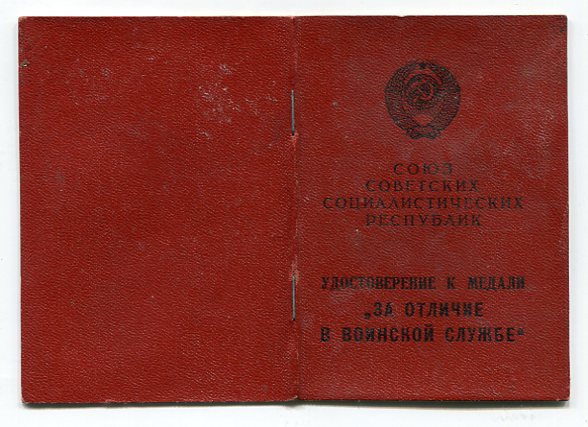 СОЮЗ
СОВЕТСКИХ
СОЦИАЛИСТИЧЕСКИХ
РЕСПУБЛИК
УДОСТОВЕРЕНИЕ К МЕДАЛИ
„ЗА ОТЛИЧИЕ
В ВОИНСКОЙ СЛУЖБЕ“